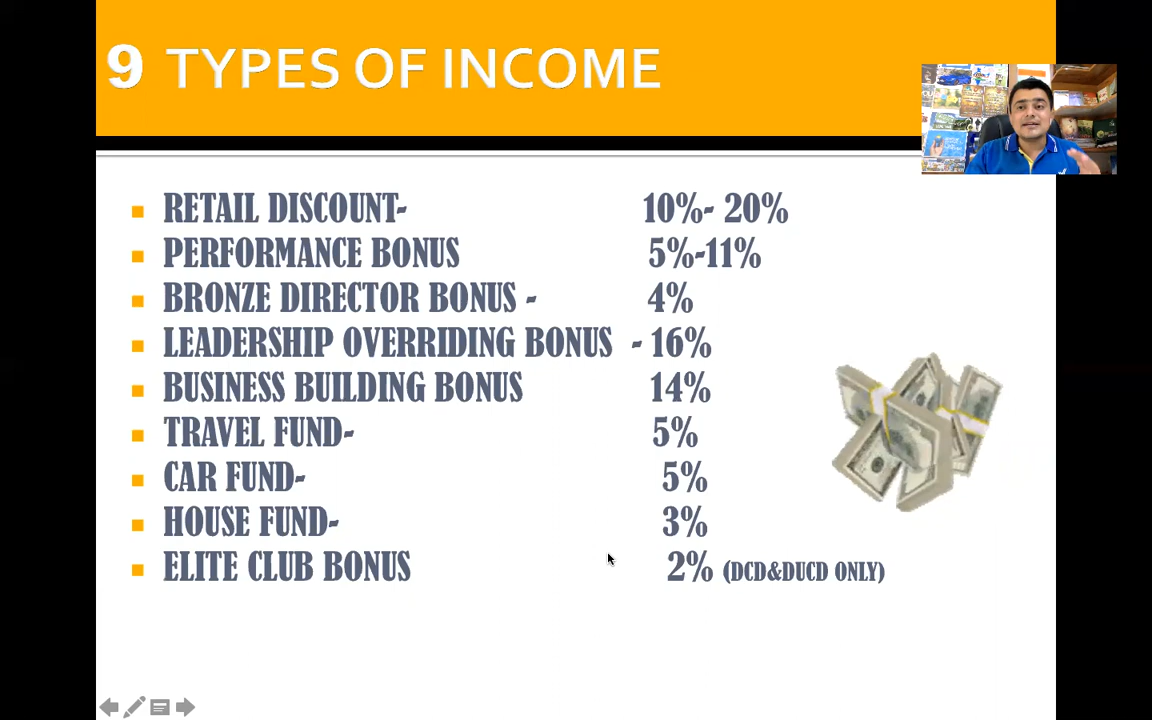 9 TYPES OF INCOME
RETAIL DISCOUNT- 10%- 20%
PERFORMANCE BONUS 5%-11%
BRONZE DIRECTOR BONUS - 4%
LEADERSHIP OVERRIDING BONUS - 16%
BUSINESS BUILDING BONUS 14%
TRAVEL FUND- 5%
CAR FUND- 5%
HOUSE FUND- 3%
ELITE CLUB BONUS 2% (DCD&DUCD ONLY)